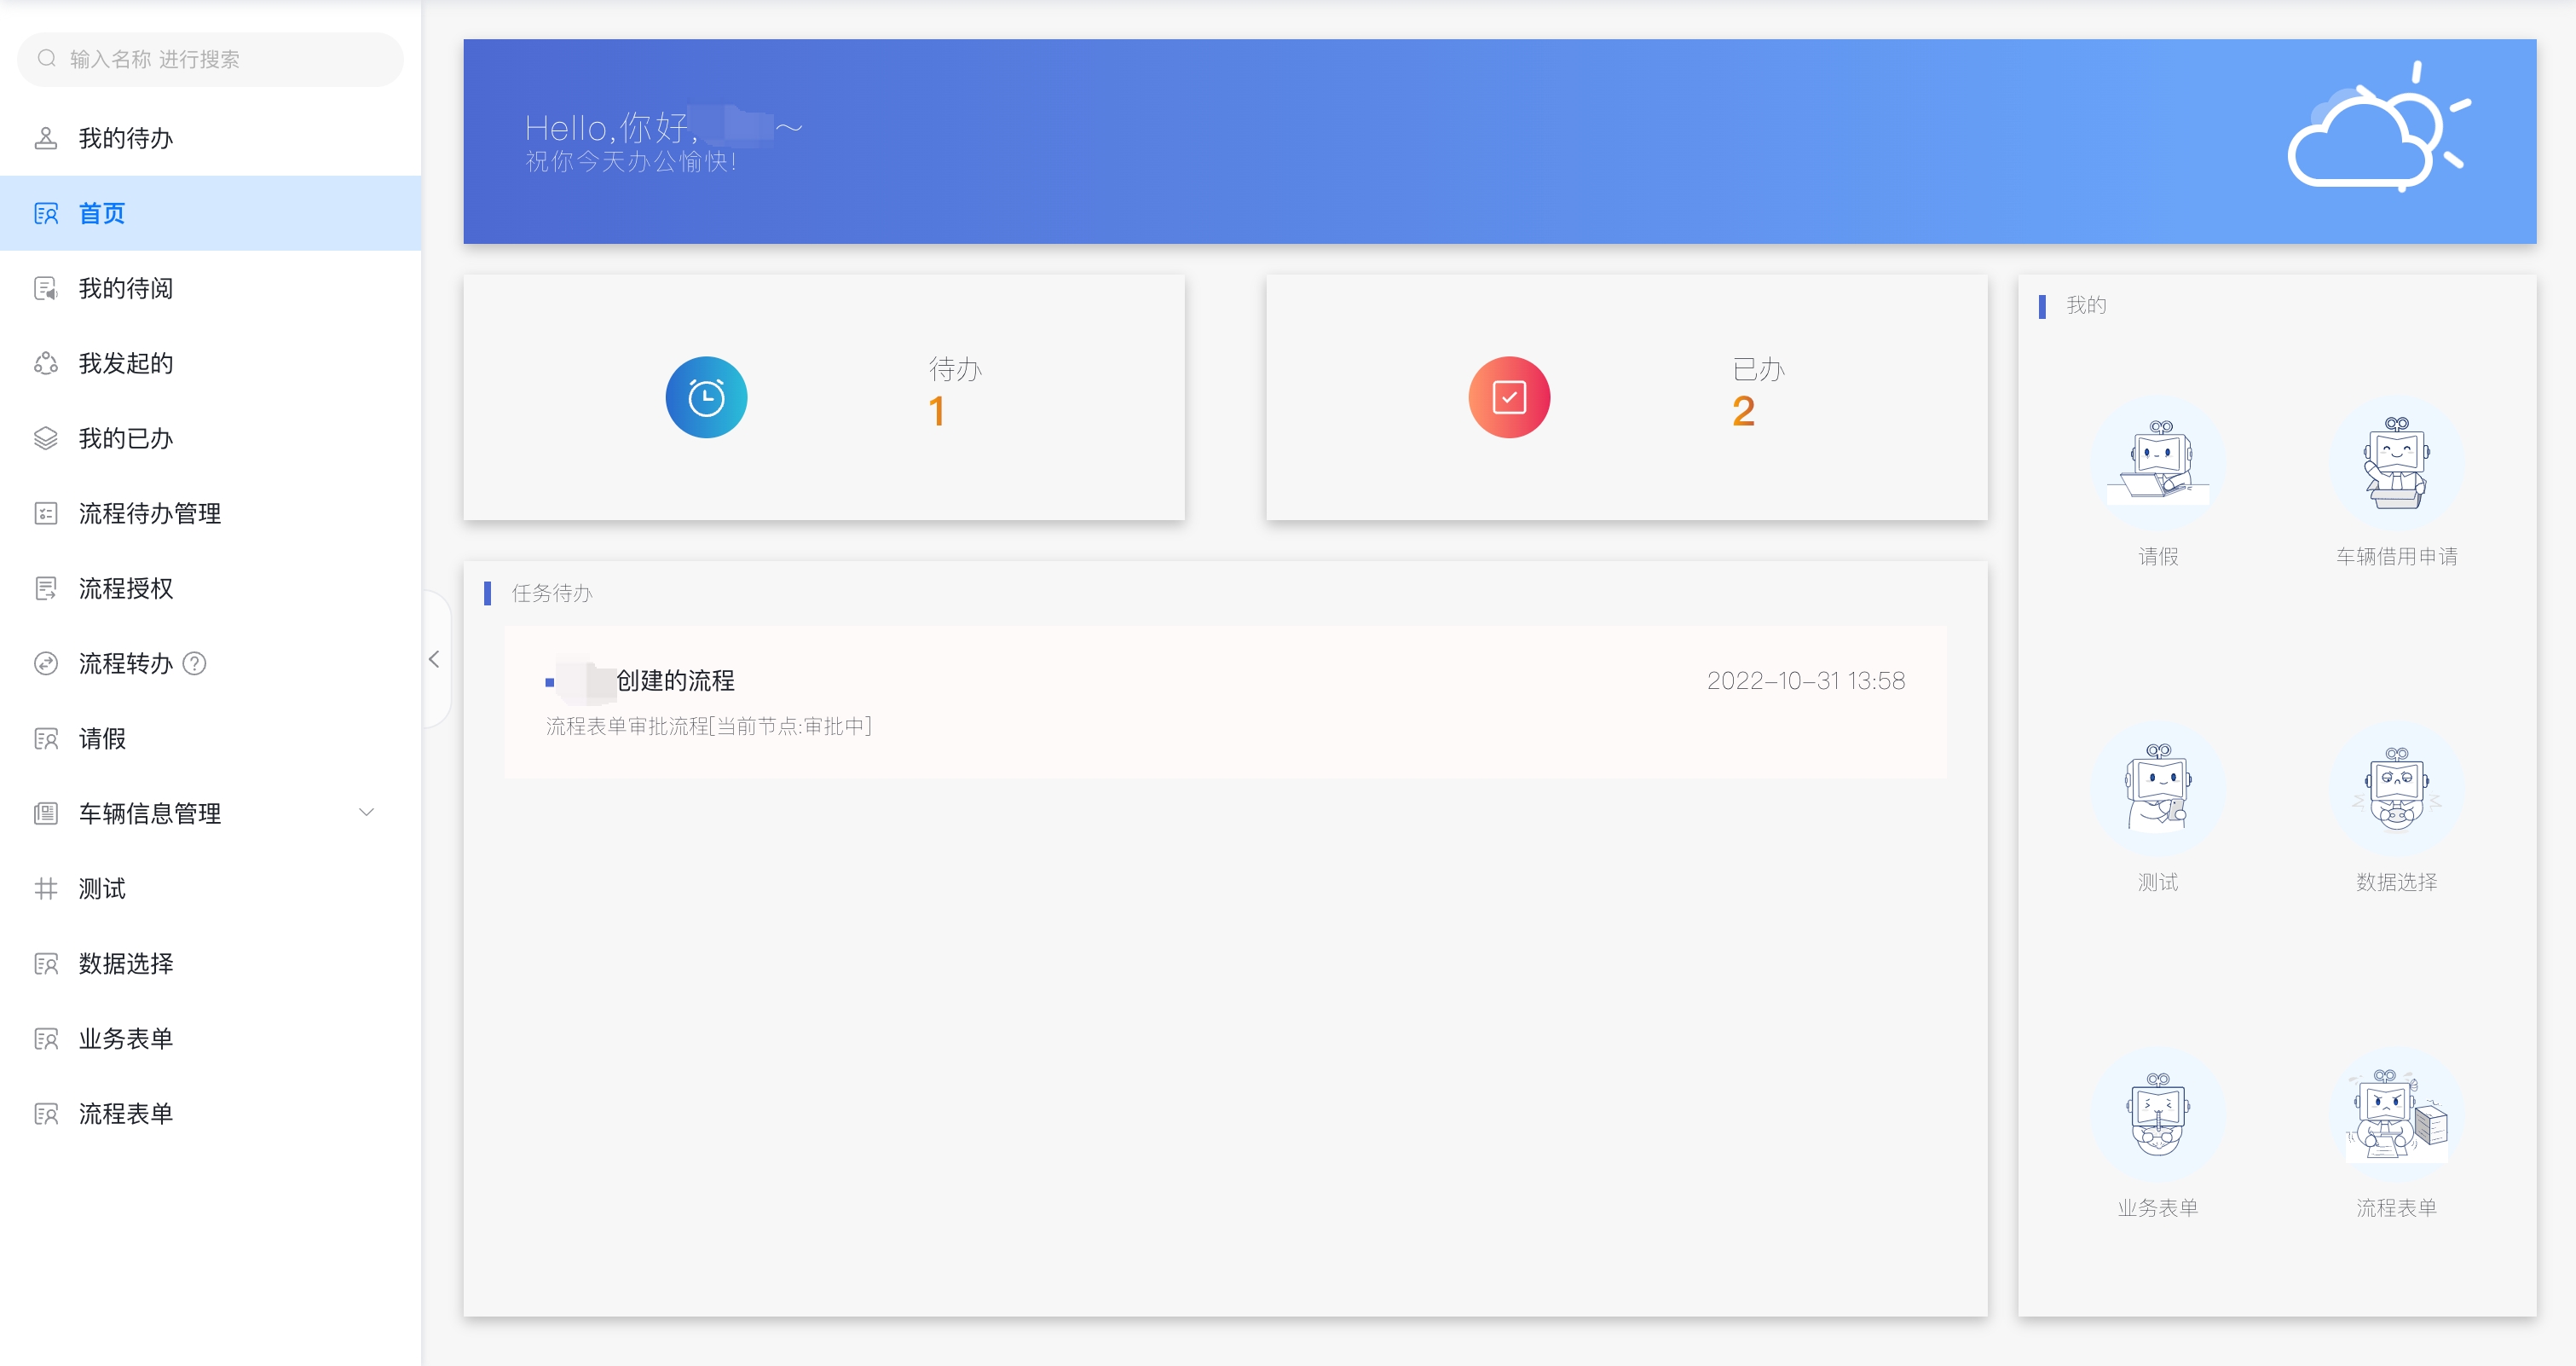 输入名称 进行搜索
我的待办
首页
我的待阅
我发起的
我的已办
流程待办管理
流程授权
流程转办
请假
车辆信息管理
测试
数据选择
业务表单
流程表单
Hello,你好,～
祝你今天办公愉快!
待办
1
已办
2
任务待办
创建的流程
2022-10-31 13:58
流程表单审批流程[当前节点:审批中]
我的
请假
车辆借用申请
测试
数据选择
业务表单
流程表单